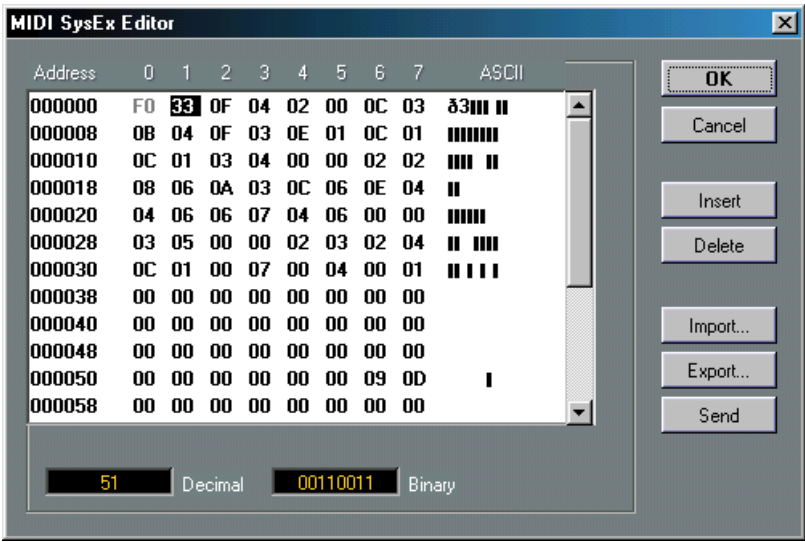 MIDI SysEx Editor
Address 0 1 2 3 4 5 6 7 ASCII
000000 F0 33 0F 04 02 00 0C 03 ð3
000008 0B 04 0F 03 0E 01 0C 01
000010 0C 01 03 04 00 00 02 02
000018 08 06 0A 03 0C 06 0E 04
000020 04 06 06 07 04 06 00 00
000028 03 05 00 00 02 03 02 04
000030 0C 01 00 07 00 04 00 01
000038 00 00 00 00 00 00 00 00
000040 00 00 00 00 00 00 00 00
000048 00 00 00 00 00 00 00 00
000050 00 00 00 00 00 00 09 0D
000058 00 00 00 00 00 00 00 00
51 Decimal 00110011 Binary
OK
Cancel
Insert
Delete
Import...
Export...
Send